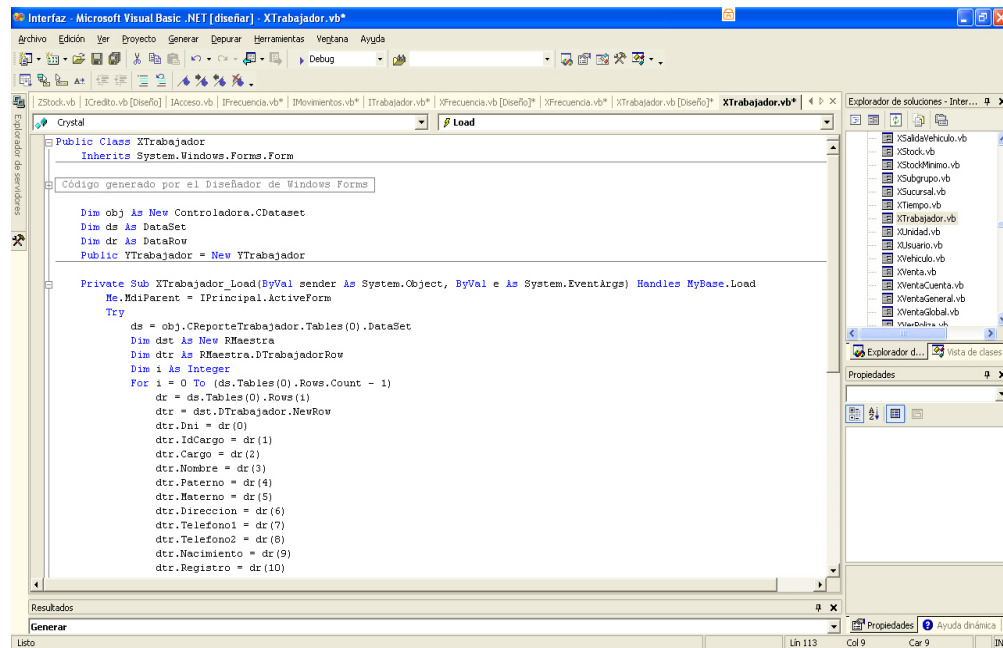 Interfaz - Microsoft Visual Basic .NET [diseñar] - XTrabajador.vb*
Archivo Edición Ver Proyecto Generar Depurar Herramientas Ventana Ayuda
Debug
ZStock.vb | ICredito.vb [Diseño] | IAcceso.vb | IFrecuencia.vb* | IMovimientos.vb* | ITrabajador.vb* | XFrecuencia.vb [Diseño]* | XFrecuencia.vb* | XTrabajador.vb [Diseño]* XTrabajador.vb*
Explorador de servidores
Crystal
Load
Public Class XTrabajador
Inherits System.Windows.Forms.Form
Código generado por el Diseñador de Windows Forms
Dim obj As New Controladora.CDataset
Dim ds As DataSet
Dim dr As DataRow
Public YTrabajador = New YTrabajador
Private Sub XTrabajador_Load(ByVal sender As System.Object, ByVal e As System.EventArgs) Handles MyBase.Load
Me.MdiParent = IPrincipal.ActiveForm
Try
ds = obj.CReporteTrabajador.Tables(0).DataSet
Dim dst As New RMaestra
Dim dtr As RMaestra.DTrabajadorRow
Dim i As Integer
For i = 0 To (ds.Tables(0).Rows.Count - 1)
dr = ds.Tables(0).Rows(i)
dtr = dst.DTrabajador.NewRow
dtr.Dni = dr(0)
dtr.IdCargo = dr(1)
dtr.Cargo = dr(2)
dtr.Nombre = dr(3)
dtr.Paterno = dr(4)
dtr.Materno = dr(5)
dtr.Direccion = dr(6)
dtr.Telefono1 = dr(7)
dtr.Telefono2 = dr(8)
dtr.Nacimiento = dr(9)
dtr.Registro = dr(10)
Explorador de soluciones - Inter...
XSalidaVehiculo.vb
XStock.vb
XStockMinimo.vb
XSubgrupo.vb
XSucursal.vb
XTiempo.vb
XTrabajador.vb
XUnidad.vb
XUsuario.vb
XVehiculo.vb
XVenta.vb
XVentaCuenta.vb
XVentaGeneral.vb
XVentaGlobal.vb
XVerPoliza.vb
Explorador d... Vista de clases
Propiedades
Propiedades Ayuda dinámica
Resultados
Generar
Listo Lín 113 Col 9 Car 9 IN